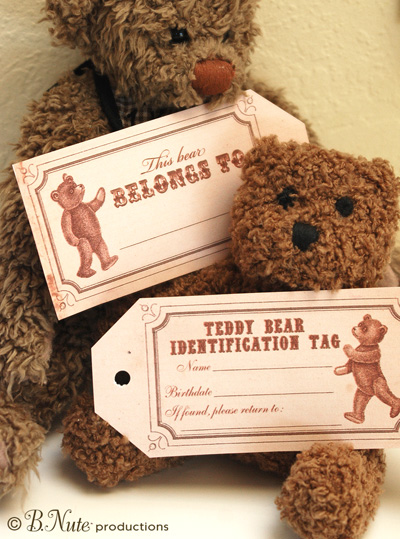 This bear
BELONGS TO
TEDDY BEAR
IDENTIFICATION TAG
Name
Birthdate
If found, please return to:
© B.Nute productions